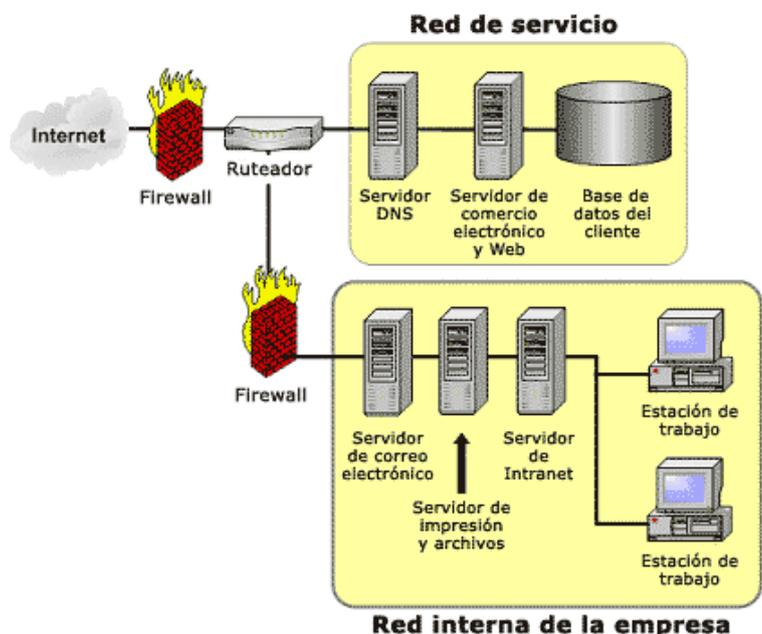 Red de servicio
Internet
Firewall
Ruteador
Servidor
DNS
Servidor de
comercio
electrónico
y Web
Base de
datos del
cliente
Firewall
Servidor
de correo
electrónico
Servidor de
impresión
y archivos
Servidor
de
Intranet
Estación de
trabajo
Estación de
trabajo
Red interna de la empresa